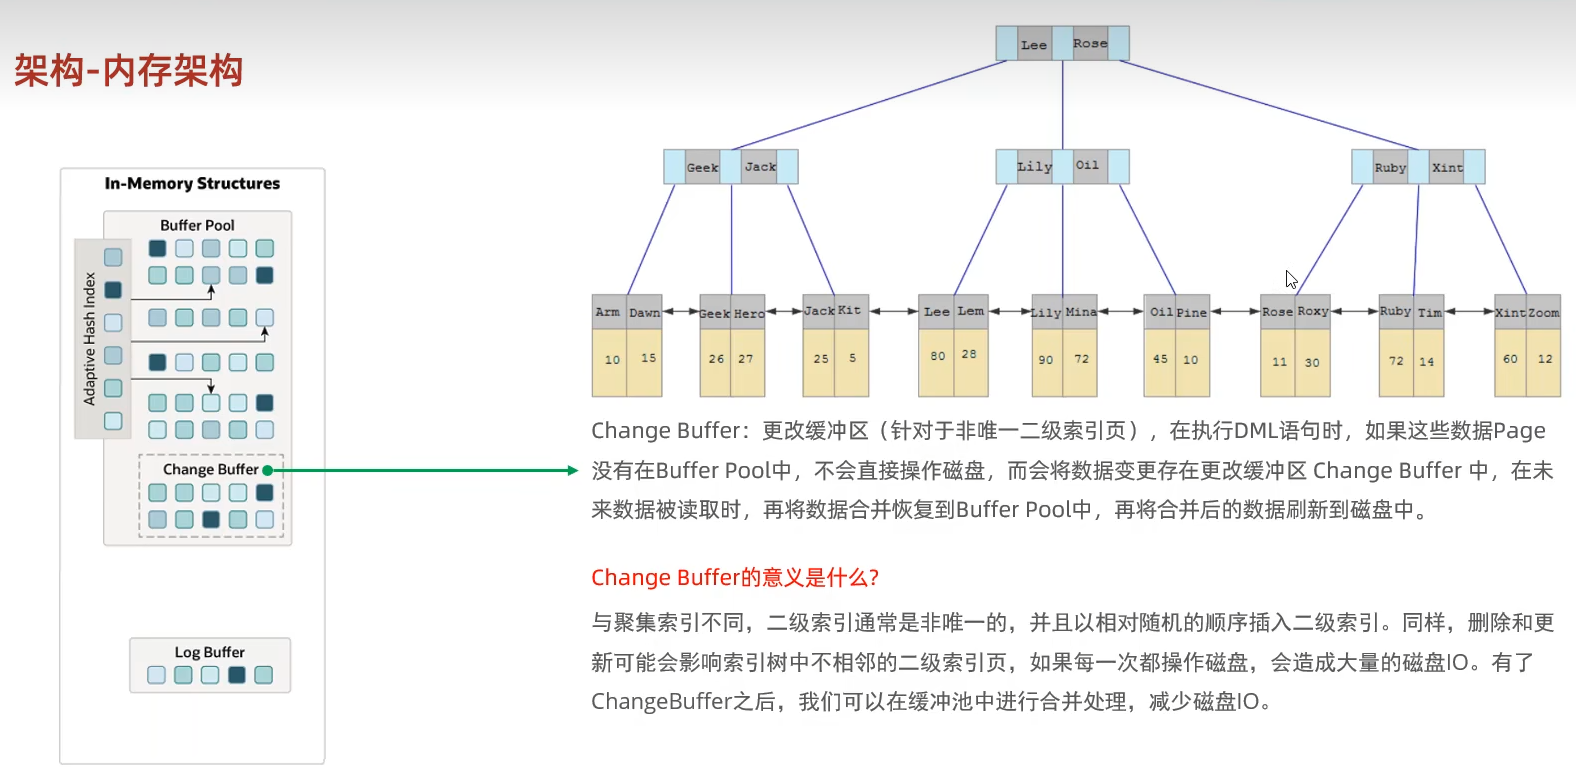 架构-内存架构
In-Memory Structures
Buffer Pool
Adaptive Hash Index
Change Buffer
Log Buffer
Lee Rose
Geek Jack
Lily Oil
Ruby Xint
Arm Dawn
Geek Hero
Jack Kit
Lee Lem
Lily Mina
Oil Pine
Rose Roxy
Ruby Tim
Xint Zoom
10 15
26 27
25 5
80 28
90 72
45 10
11 30
72 14
60 12
Change Buffer：更改缓冲区（针对于非唯一二级索引页），在执行DML语句时，如果这些数据Page
没有在Buffer Pool中，不会直接操作磁盘，而会将数据变更存在更改缓冲区 Change Buffer 中，在未
来数据被读取时，再将数据合并恢复到Buffer Pool中，再将合并后的数据刷新到磁盘中。
Change Buffer的意义是什么?
与聚集索引不同，二级索引通常是非唯一的，并且以相对随机的顺序插入二级索引。同样，删除和更
新可能会影响索引树中不相邻的二级索引页，如果每一次都操作磁盘，会造成大量的磁盘IO。有了
ChangeBuffer之后，我们可以在缓冲池中进行合并处理，减少磁盘IO。